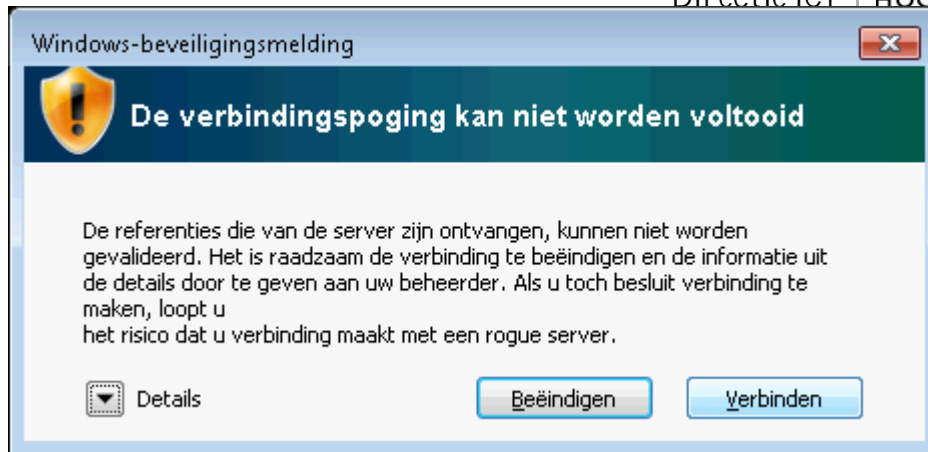 Directie ICT
Windows-beveiligingsmelding
De verbindingspoging kan niet worden voltooid
De referenties die van de server zijn ontvangen, kunnen niet worden
gevalideerd. Het is raadzaam de verbinding te beëindigen en de informatie uit
de details door te geven aan uw beheerder. Als u toch besluit verbinding te
maken, loopt u
het risico dat u verbinding maakt met een rogue server.
Details
Beëindigen
Verbinden